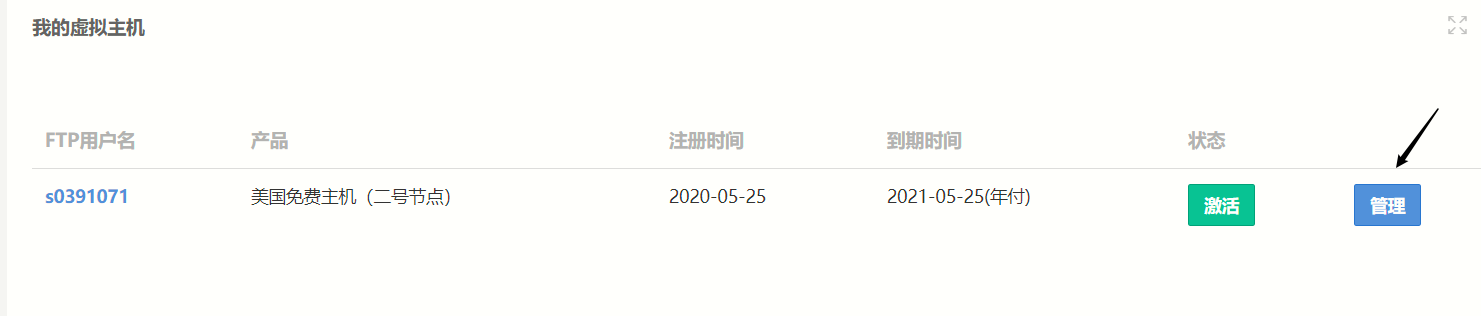 我的虚拟主机
FTP用户名 产品 注册时间 到期时间 状态
s0391071 美国免费主机（二号节点） 2020-05-25 2021-05-25(年付) 激活 管理